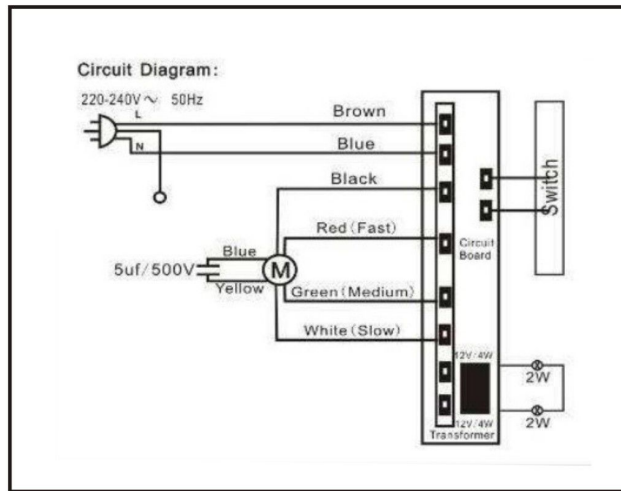 Circuit Diagram:
220-240V～ 50Hz
L
N
Brown
Blue
Black
Red(Fast)
Blue
5uf/500V
M
Yellow
Green(Medium)
White(Slow)
Circuit
Board
Switch
12V/4W
2W
2W
12V/4W
Transformer